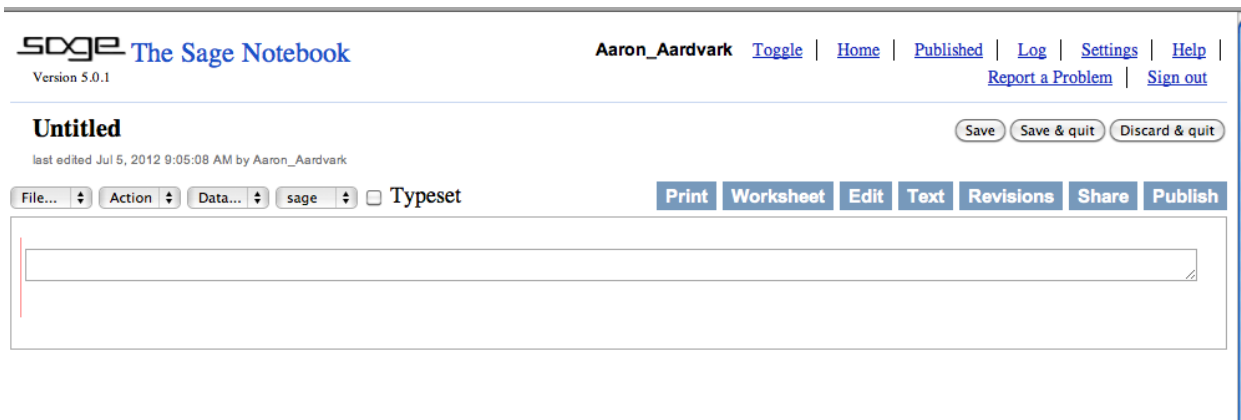 sage The Sage Notebook
Version 5.0.1
Aaron_Aardvark Toggle | Home | Published | Log | Settings | Help |
Report a Problem | Sign out
Untitled
Save Save & quit Discard & quit
last edited Jul 5, 2012 9:05:08 AM by Aaron_Aardvark
File... Action Data... sage Typeset Print Worksheet Edit Text Revisions Share Publish